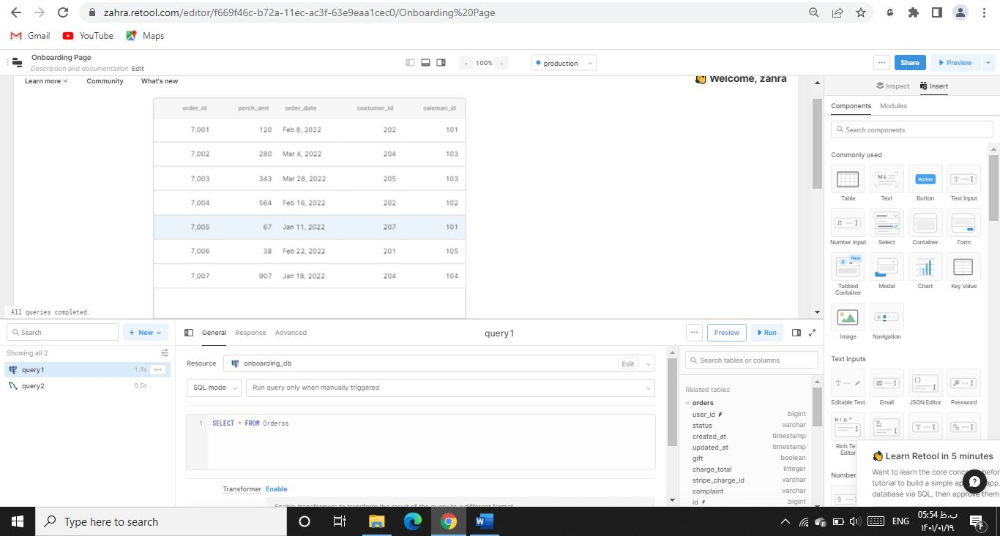 zahra.retool.com/editor/f669f46c-b72a-11ec-ac3f-63e9eaa1cec0/Onboarding%20Page
Gmail YouTube Maps
Onboarding Page
Description and documentation Edit
- 100% +
production
Share
Preview
Learn more Community What's new
Welcome, zahra
order_id perch_amt order_date costumer_id saleman_id
7,001 120 Feb 8, 2022 202 101
7,002 280 Mar 4, 2022 204 103
7,003 343 Mar 28, 2022 205 103
7,004 564 Feb 16, 2022 202 102
7,005 67 Jan 11, 2022 207 101
7,006 38 Feb 22, 2022 201 105
7,007 907 Jan 18, 2022 204 104
All queries completed.
Inspect Insert
Components Modules
Search components
Commonly used
M↓
Action
T
Table Text Button Text Input
#
Number Input Select Container Form
A New
Tabbed Container Modal Chart Key Value
Image Navigation
Text inputs
Editable Text Email JSON Editor Password
B I U "
Rich Te
Editor
Number
$
Search
+ New
Showing all 2
query1 1.6s
query2 0.5s
General Response Advanced
query1
Preview
Run
Resource onboarding_db Edit
SQL mode Run query only when manually triggered
1 SELECT * FROM Orderss
Transformer Enable
Enable transformers to transform the result of the query to a different format.
Search tables or columns
Related tables
orders
user_id bigint
status varchar
created_at timestamp
updated_at timestamp
gift boolean
charge_total integer
stripe_charge_id varchar
complaint varchar
id bigint
Learn Retool in 5 minutes
Want to learn the core conc befor
tutorial to build a simple ap app.
database via SQL, then approve them
?
Type here to search
W
ENG
05:54 ب.ظ
۱۴۰۱/۰۱/۱۹